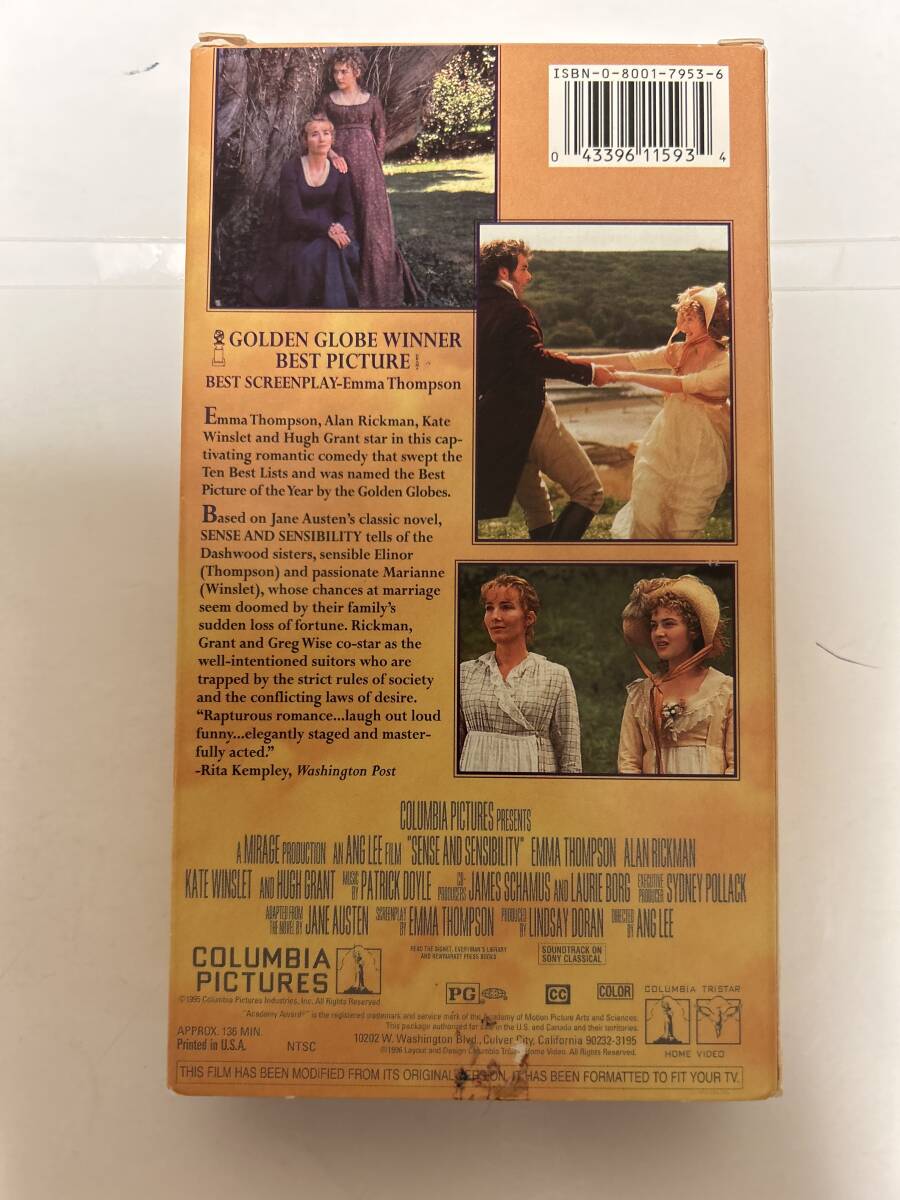 ISBN-0-8001-7953-6
0 43396 11593 4
GOLDEN GLOBE WINNER
BEST PICTURE
BEST SCREENPLAY-Emma Thompson
Emma Thompson, Alan Rickman, Kate
Winslet and Hugh Grant star in this cap-
tivating romantic comedy that swept the
Ten Best Lists and was named the Best
Picture of the Year by the Golden Globes.
Based on Jane Austen's classic novel,
SENSE AND SENSIBILITY tells of the
Dashwood sisters, sensible Elinor
(Thompson) and passionate Marianne
(Winslet), whose chances at marriage
seem doomed by their family's
sudden loss of fortune. Rickman,
Grant and Greg Wise co-star as the
well-intentioned suitors who are
trapped by the strict rules of society
and the conflicting laws of desire.
"Rapturous romance...laugh out loud
funny...elegantly staged and master-
fully acted."
-Rita Kempley, Washington Post
COLUMBIA PICTURES PRESENTS
A MIRAGE PRODUCTION AN ANG LEE FILM "SENSE AND SENSIBILITY" EMMA THOMPSON ALAN RICKMAN
KATE WINSLET AND HUGH GRANT MUSIC BY PATRICK DOYLE CO-PRODUCERS JAMES SCHAMUS AND LAURIE BORG EXECUTIVE PRODUCER SYDNEY POLLACK
ADAPTED FROM THE NOVEL BY JANE AUSTEN SCREENPLAY BY EMMA THOMPSON PRODUCED BY LINDSAY DORAN DIRECTED BY ANG LEE
READ THE SIGNET, EVERYMAN'S LIBRARY
AND NEWMARKET PRESS BOOKS
SOUNDTRACK ON
SONY CLASSICAL
COLUMBIA
PICTURES
PG
CC
COLOR
COLUMBIA TRISTAR
HOME VIDEO
©1995 Columbia Pictures Industries, Inc. All Rights Reserved.
"Academy Award®" is the registered trademark and service mark of the Academy of Motion Picture Arts and Sciences.
This package authorized for sale in the U.S. and Canada and their territories.
APPROX. 136 MIN.
10202 W. Washington Blvd., Culver City, California 90232-3195
Printed in U.S.A. NTSC
©1996 Layout and Design Columbia TriStar Home Video. All Rights Reserved.
THIS FILM HAS BEEN MODIFIED FROM ITS ORIGINAL VERSION. IT HAS BEEN FORMATTED TO FIT YOUR TV.